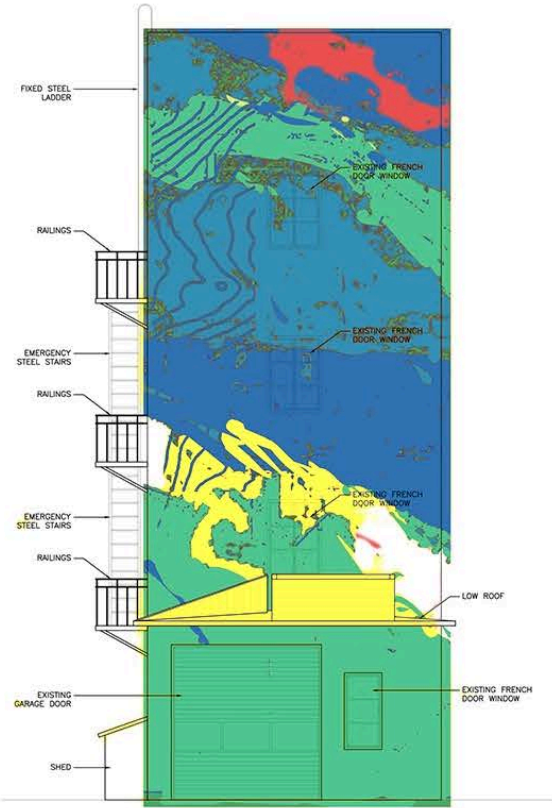 FIXED STEEL
LADDER
EXISTING FRENCH
DOOR WINDOW
RAILINGS
EXISTING FRENCH
DOOR WINDOW
EMERGENCY
STEEL STAIRS
RAILINGS
EXISTING FRENCH
DOOR WINDOW
EMERGENCY
STEEL STAIRS
RAILINGS
LOW ROOF
EXISTING
GARAGE DOOR
EXISTING FRENCH
DOOR WINDOW
SHED